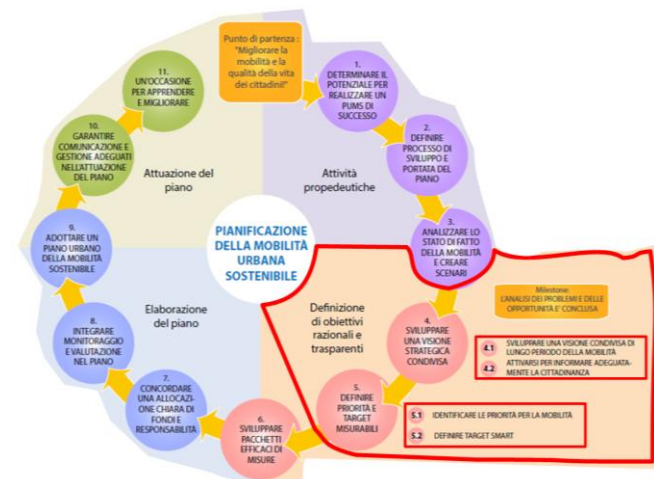 Punto di partenza :
"Migliorare la
mobilità e la
qualità della vita
dei cittadini!"
1.
DETERMINARE IL
POTENZIALE PER
REALIZZARE UN
PUMS DI
SUCCESSO
2.
DEFINIRE
PROCESSO DI
SVILUPPO E
PORTATA DEL
PIANO
Attività
propedeutiche
3.
ANALIZZARE LO
STATO DI FATTO
DELLA MOBILITÀ
E CREARE
SCENARI
Milestone:
L'ANALISI DEI PROBLEMI E DELLE
OPPORTUNITÀ E' CONCLUSA
Definizione
di obiettivi
razionali e
trasparenti
4.
SVILUPPARE
UNA VISIONE
STRATEGICA
CONDIVISA
4.1 SVILUPPARE UNA VISIONE CONDIVISA DI
LUNGO PERIODO DELLA MOBILITÀ
4.2 ATTIVARSI PER INFORMARE ADEGUATA-
MENTE LA CITTADINANZA
5.
DEFINIRE
PRIORITÀ E
TARGET
MISURABILI
5.1 IDENTIFICARE LE PRIORITÀ PER LA MOBILITÀ
5.2 DEFINIRE TARGET SMART
6.
SVILUPPARE
PACCHETTI
EFFICACI DI
MISURE
7.
CONCORDARE
UNA ALLOCAZI-
ONE CHIARA DI
FONDI E
RESPONSABILITÀ
8.
INTEGRARE
MONITORAGGIO
E VALUTAZIONE
NEL PIANO
Elaborazione
del piano
9.
ADOTTARE UN
PIANO URBANO
DELLA MOBILITÀ
SOSTENIBILE
10.
GARANTIRE
COMUNICAZIONE E
GESTIONE ADEGUATI
NELL'ATTUAZIONE
DEL PIANO
Attuazione del
piano
11.
UN'OCCASIONE
PER APPRENDERE
E MIGLIORARE
PIANIFICAZIONE
DELLA MOBILITÀ
URBANA
SOSTENIBILE